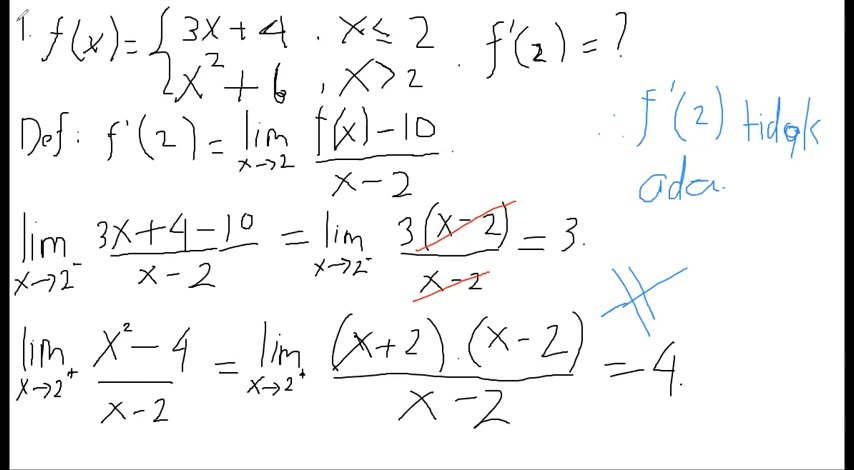 1. f(x) = { 3x + 4 , x ≤ 2
x² + 6 , x > 2 . f'(2) = ?
Def: f'(2) = lim x→2 f(x) − 10 / x − 2
∴ f'(2) tidak
ada.
lim x→2⁻ 3x + 4 − 10 / x − 2 = lim x→2⁻ 3(x − 2) / x − 2 = 3.
lim x→2⁺ x² − 4 / x − 2 = lim x→2⁺ (x + 2) . (x − 2) / x − 2 = 4.